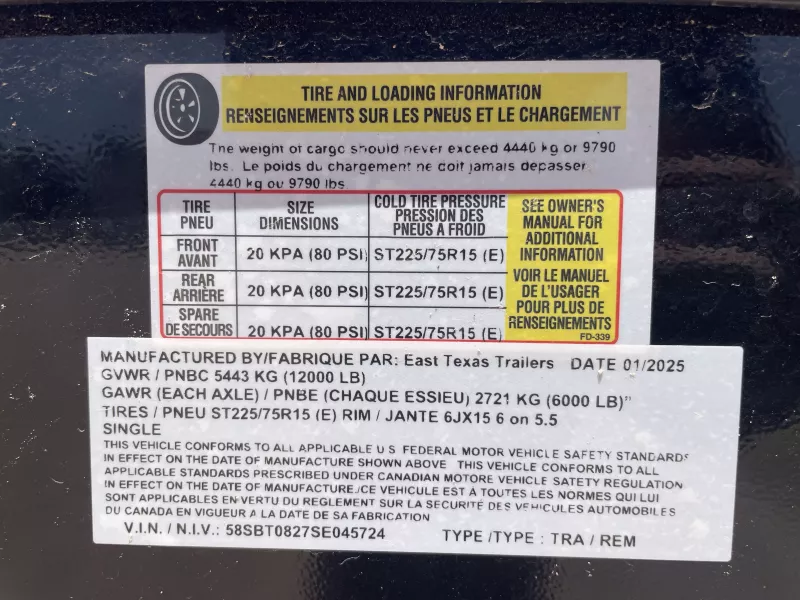 TIRE AND LOADING INFORMATION
RENSEIGNEMENTS SUR LES PNEUS ET LE CHARGEMENT
The weight of cargo should never exceed 4440 kg or 9790
lbs. Le poids du chargement ne doit jamais depasser
4440 kg ou 9790 lbs.
TIRE PNEU
SIZE DIMENSIONS
COLD TIRE PRESSURE
PRESSION DES
PNEUS A FROID
FRONT AVANT
20 KPA (80 PSI)
ST225/75R15 (E)
REAR ARRIÈRE
20 KPA (80 PSI)
ST225/75R15 (E)
SPARE DE SECOURS
20 KPA (80 PSI)
ST225/75R15 (E)
SEE OWNER'S
MANUAL FOR
ADDITIONAL
INFORMATION
VOIR LE MANUEL
DE L'USAGER
POUR PLUS DE
RENSEIGNEMENTS
FD-339
MANUFACTURED BY/FABRIQUE PAR: East Texas Trailers DATE 01/2025
GVWR / PNBC 5443 KG (12000 LB)
GAWR (EACH AXLE) / PNBE (CHAQUE ESSIEU) 2721 KG (6000 LB)"
TIRES / PNEU ST225/75R15 (E) RIM / JANTE 6JX15 6 on 5.5
SINGLE
THIS VEHICLE CONFORMS TO ALL APPLICABLE U.S. FEDERAL MOTOR VEHICLE SAFETY STANDARDS
IN EFFECT ON THE DATE OF MANUFACTURE SHOWN ABOVE THIS VEHICLE CONFORMS TO ALL
APPLICABLE STANDARDS PRESCRIBED UNDER CANADIAN MOTORE VEHICLE SAFETY REGULATION
IN EFFECT ON THE DATE OF MANUFACTURE./CE VEHICULE EST À TOUTES LES NORMES QUI LUI
SONT APPLICABLES EN VERTU DU REGLEMENT SUR LA SECURITÉ DES VEHICULES AUTOMOBILES
DU CANADA EN VIGUEUR A LA DATE DE SA FABRICATION
V.I.N. / N.I.V.: 58SBT0827SE045724 TYPE /TYPE : TRA / REM